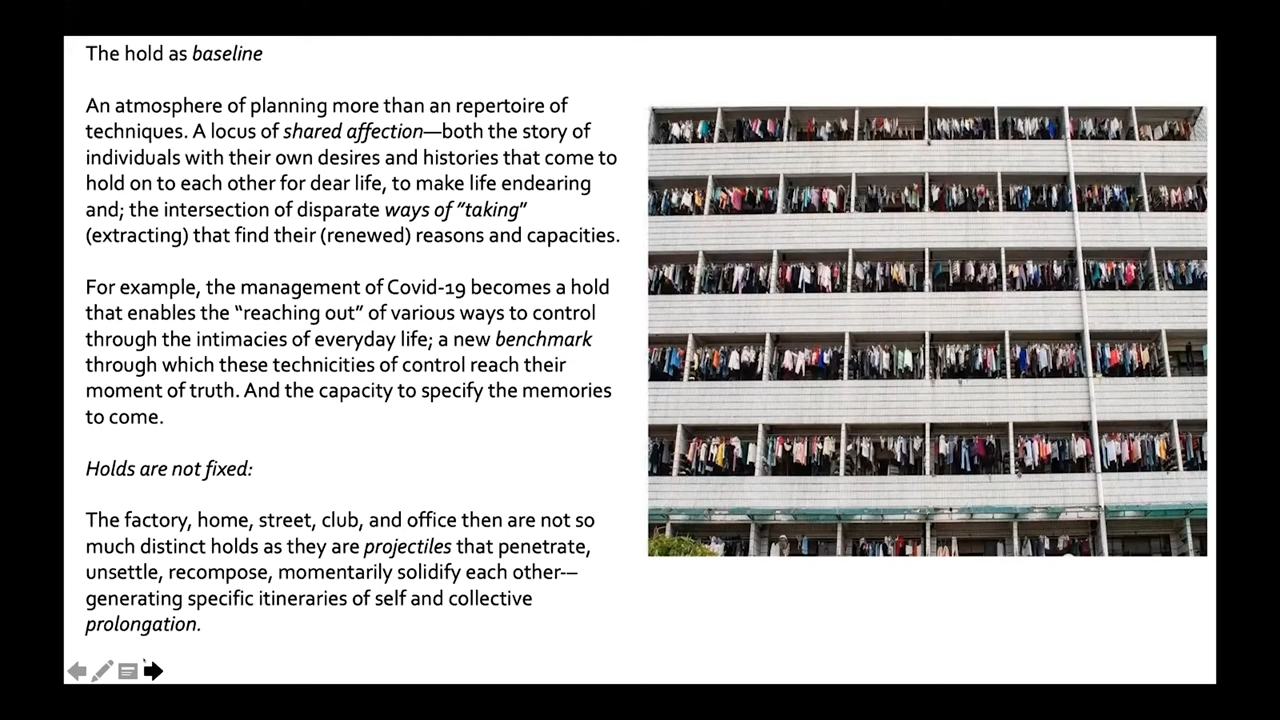 The hold as baseline
An atmosphere of planning more than an repertoire of
techniques. A locus of shared affection—both the story of
individuals with their own desires and histories that come to
hold on to each other for dear life, to make life endearing
and; the intersection of disparate ways of "taking"
(extracting) that find their (renewed) reasons and capacities.
For example, the management of Covid-19 becomes a hold
that enables the “reaching out” of various ways to control
through the intimacies of everyday life; a new benchmark
through which these technicities of control reach their
moment of truth. And the capacity to specify the memories
to come.
Holds are not fixed:
The factory, home, street, club, and office then are not so
much distinct holds as they are projectiles that penetrate,
unsettle, recompose, momentarily solidify each other-–
generating specific itineraries of self and collective
prolongation.